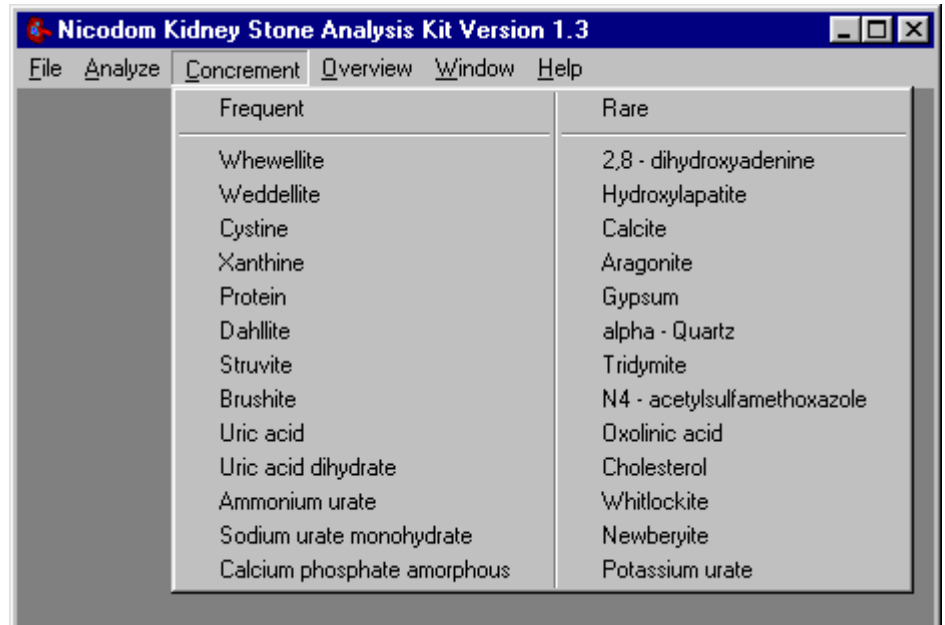 Nicodom Kidney Stone Analysis Kit Version 1.3
File Analyze Concrement Overview Window Help
Frequent
Whewellite
Weddellite
Cystine
Xanthine
Protein
Dahllite
Struvite
Brushite
Uric acid
Uric acid dihydrate
Ammonium urate
Sodium urate monohydrate
Calcium phosphate amorphous
Rare
2,8 - dihydroxyadenine
Hydroxylapatite
Calcite
Aragonite
Gypsum
alpha - Quartz
Tridymite
N4 - acetylsulfamethoxazole
Oxolinic acid
Cholesterol
Whitlockite
Newberyite
Potassium urate